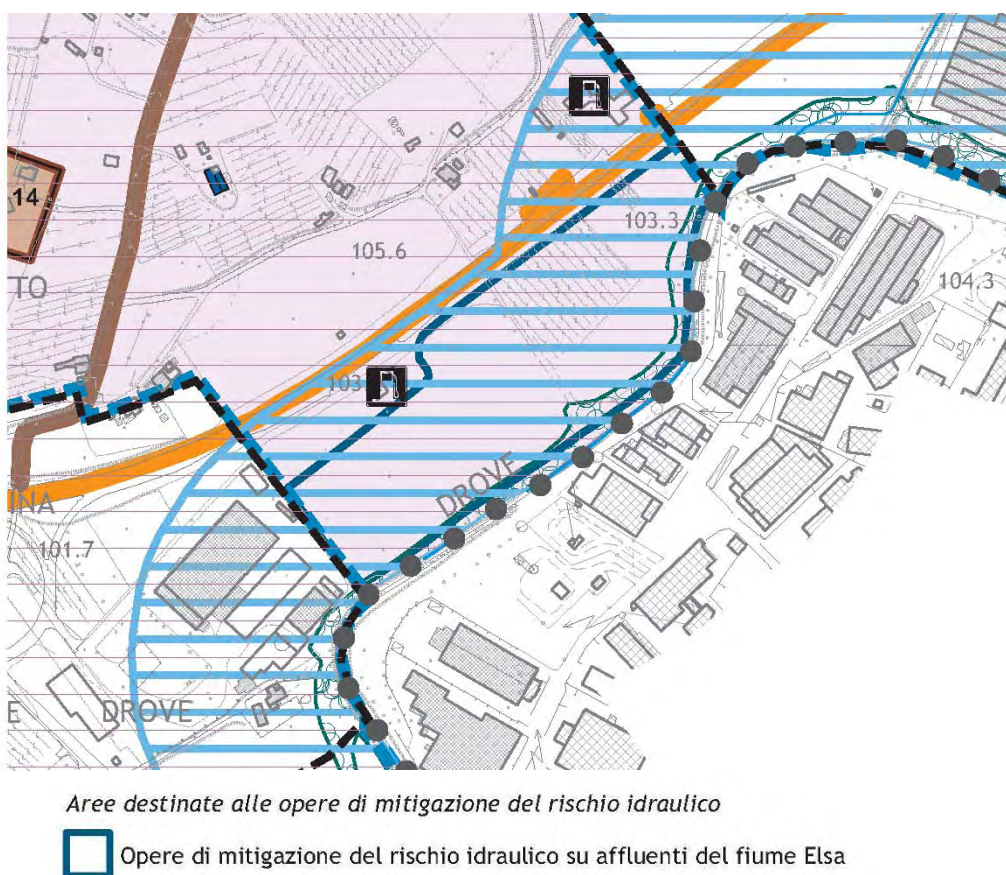 14
TO
105.6
103.3
104.3
103
INA
101.7
DROVE
E
DROVE
Aree destinate alle opere di mitigazione del rischio idraulico
Opere di mitigazione del rischio idraulico su affluenti del fiume Elsa